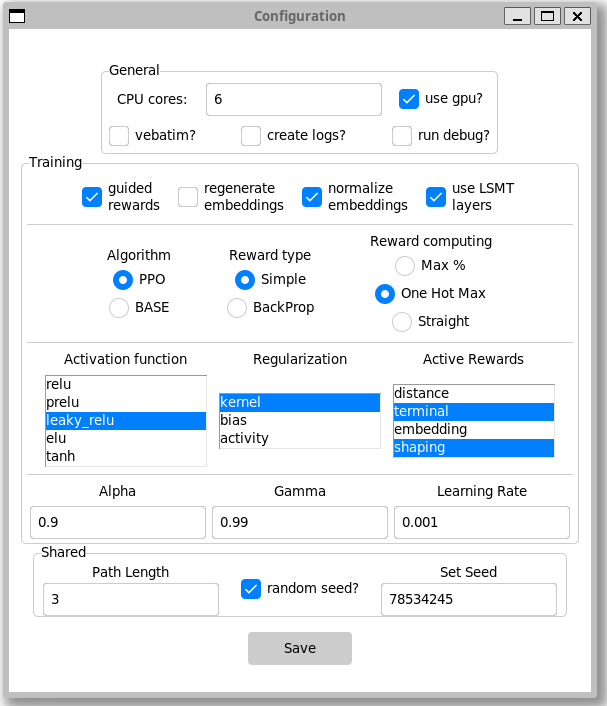 Configuration
General
CPU cores: 6 use gpu?
vebatim? create logs? run debug?
Training
guided regenerate normalize use LSMT
rewards embeddings embeddings layers
Algorithm Reward type Reward computing
PPO Simple Max %
BASE BackProp One Hot Max
Straight
Activation function Regularization Active Rewards
relu
prelu kernel distance
leaky_relu bias terminal
elu activity embedding
tanh shaping
Alpha Gamma Learning Rate
0.9 0.99 0.001
Shared
Path Length random seed? Set Seed
3 78534245
Save